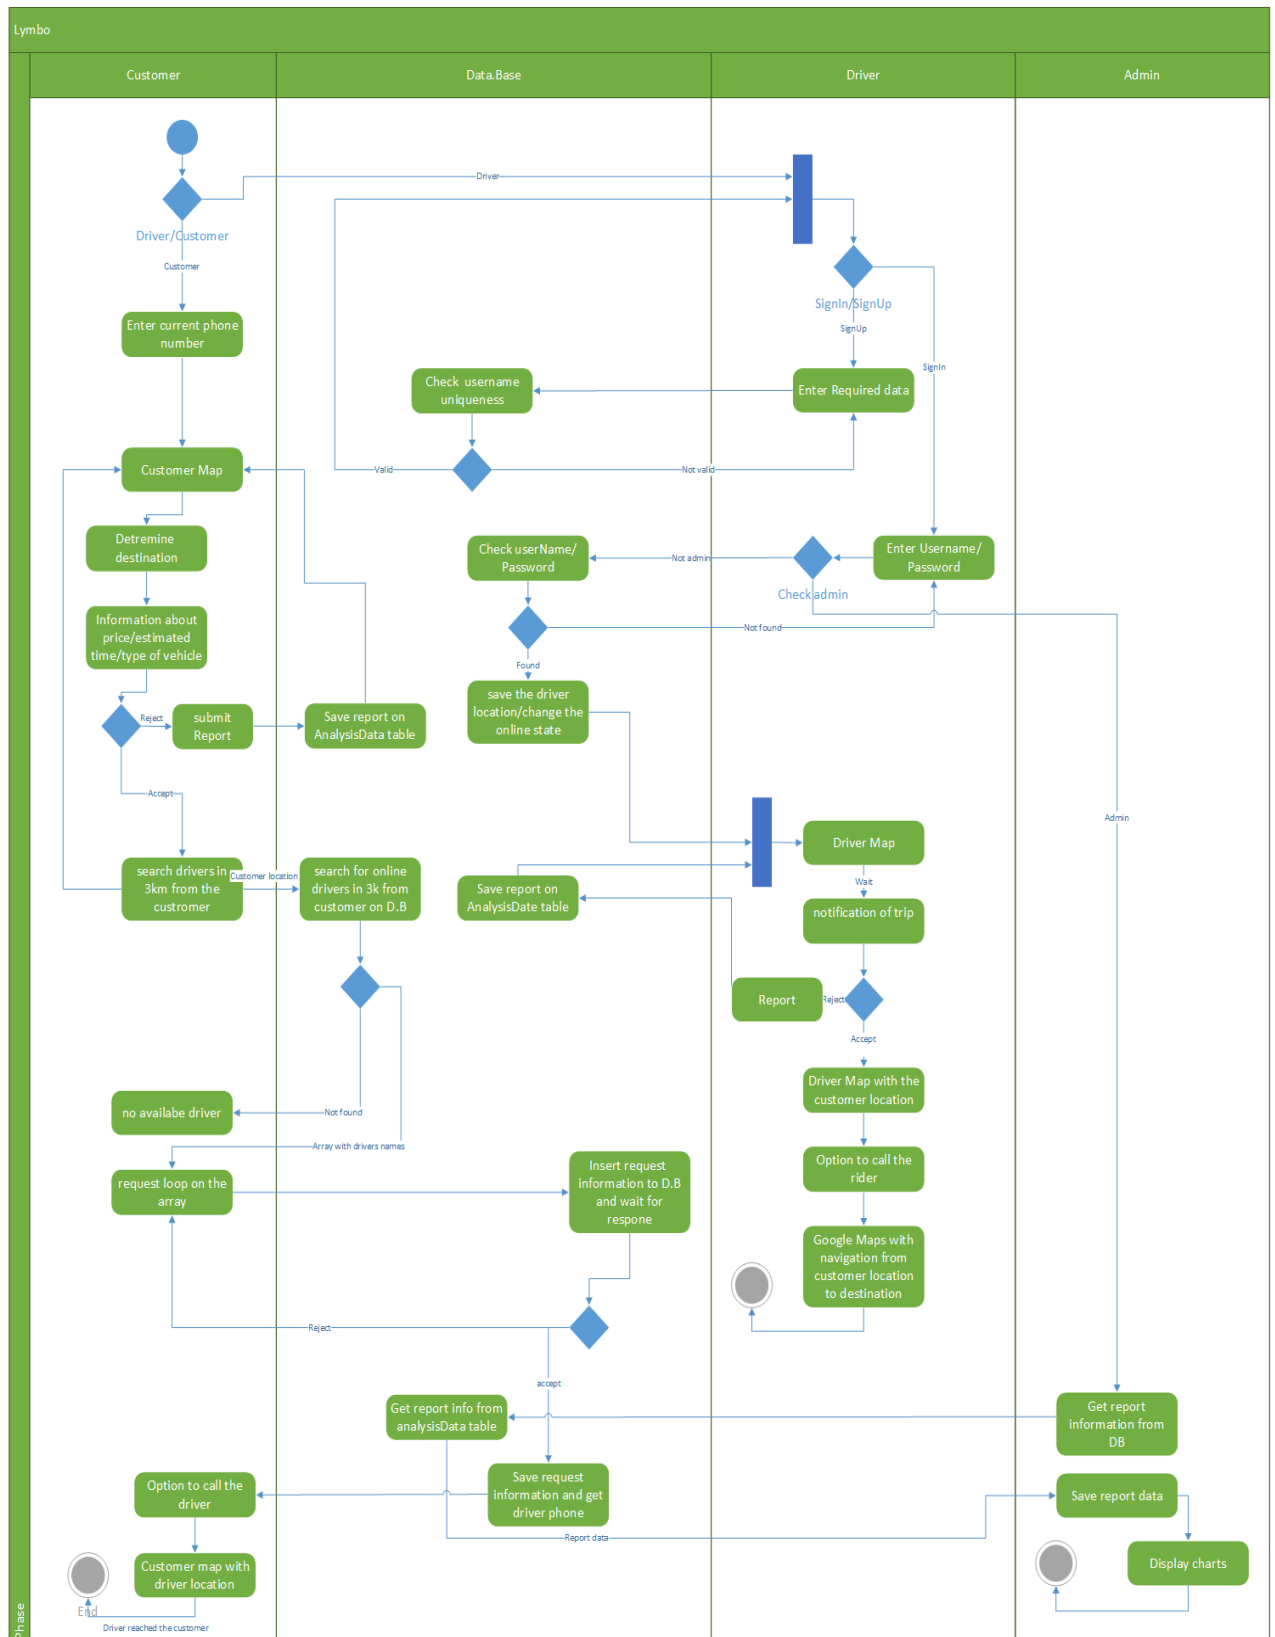 Lymbo
Customer
Data.Base
Driver
Admin
Driver
Driver/Customer
Customer
SignIn/SignUp
SignUp
SignIn
Enter current phone
number
Check  username
uniqueness
Enter Required data
Customer Map
Valid
Not valid
Detremine
destination
Check userName/
Password
Not admin
Enter Username/
Password
Check admin
Information about
price/estimated
time/type of vehicle
Not found
Found
save the driver
location/change the
online state
Reject
submit
Report
Save report on
AnalysisData table
Accept
Admin
Driver Map
Wait
search drivers in
3km from the
custromer
Customer location
search for online
drivers in 3k from
customer on D.B
Save report on
AnalysisDate table
notification of trip
Report
Reject
Accept
Driver Map with the
customer location
no availabe driver
Not found
Array with drivers names
request loop on the
array
Insert request
information to D.B
and wait for
respone
Option to call the
rider
Google Maps with
navigation from
customer location
to destination
Reject
accept
Get report info from
analysisData table
Get report
information from
DB
Option to call the
driver
Save request
information and get
driver phone
Save report data
Report data
Customer map with
driver location
Display charts
End
Driver reached the customer
Phase